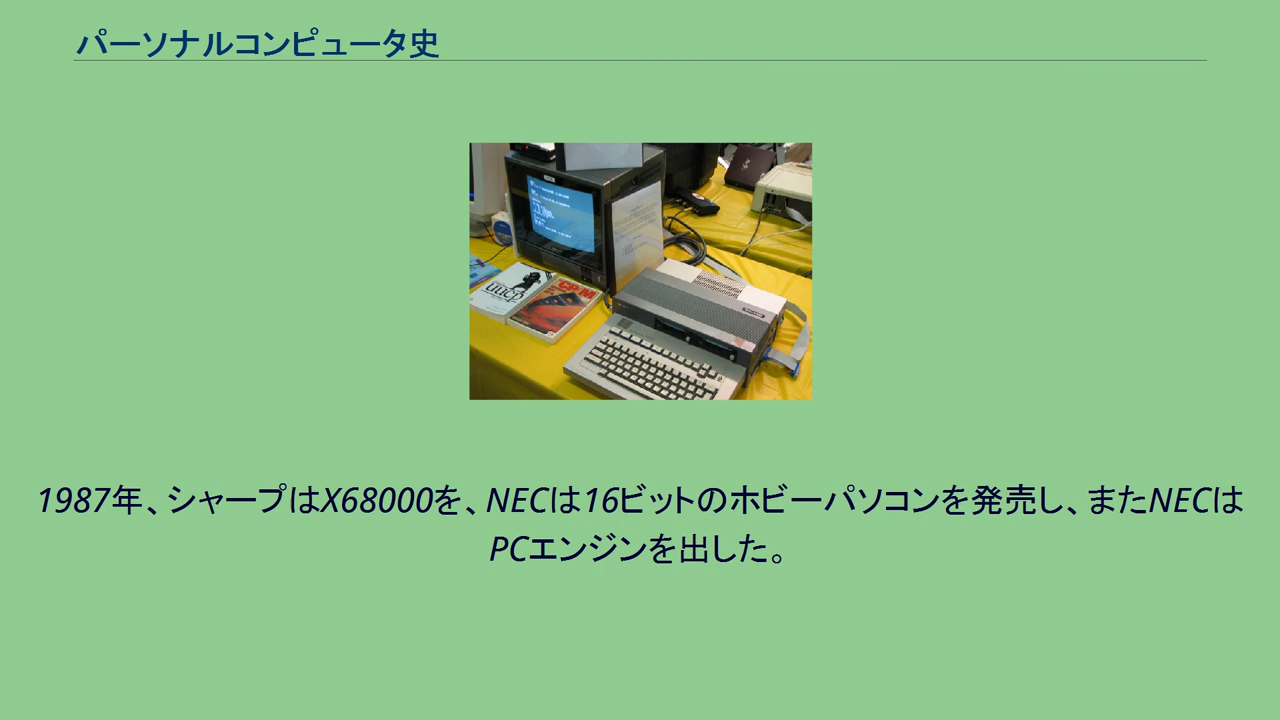 パーソナルコンピュータ史
uucp
CP/M
1987年、シャープはX68000を、NECは16ビットのホビーパソコンを発売し、またNECは
PCエンジンを出した。